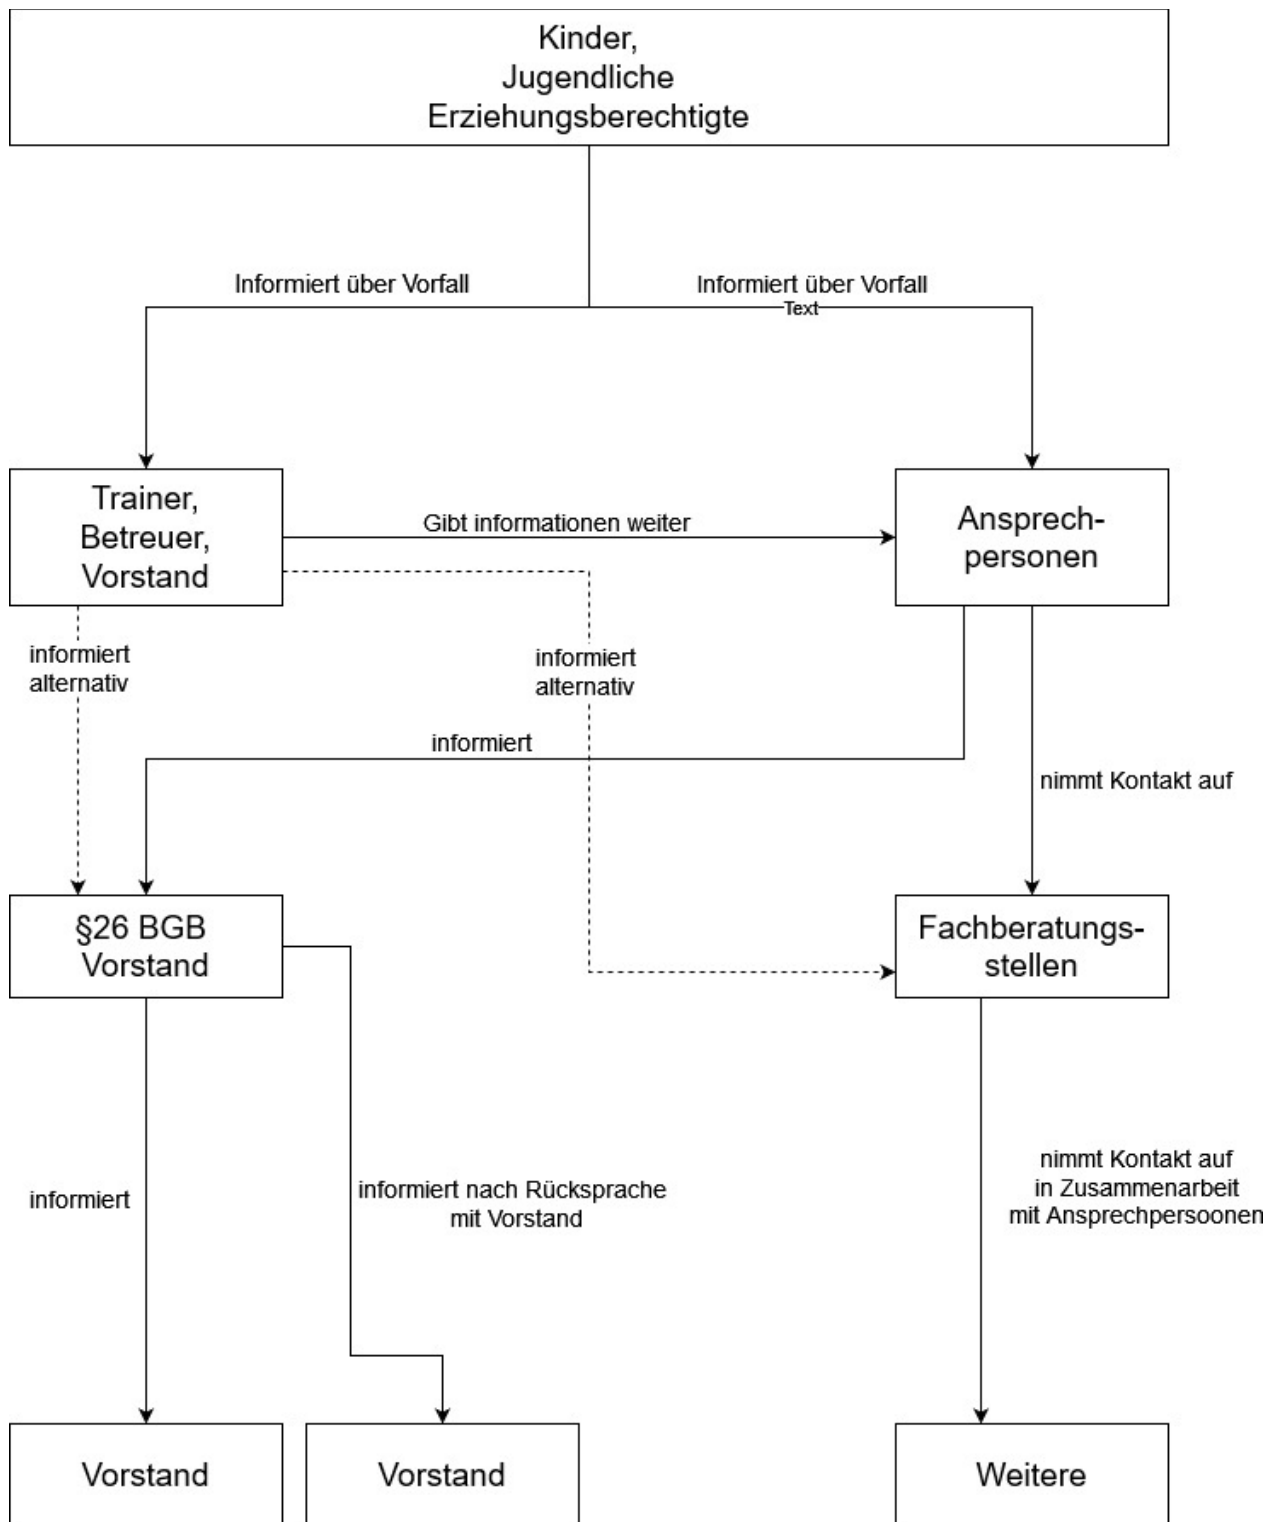 Kinder,
Jugendliche
Erziehungsberechtigte
Informiert über Vorfall
Informiert über Vorfall
Text
Trainer,
Betreuer,
Vorstand
Gibt informationen weiter
Ansprech-
personen
informiert
alternativ
informiert
alternativ
informiert
nimmt Kontakt auf
§26 BGB
Vorstand
Fachberatungs-
stellen
informiert
informiert nach Rücksprache
mit Vorstand
nimmt Kontakt auf
in Zusammenarbeit
mit Ansprechpersoonen
Vorstand
Vorstand
Weitere